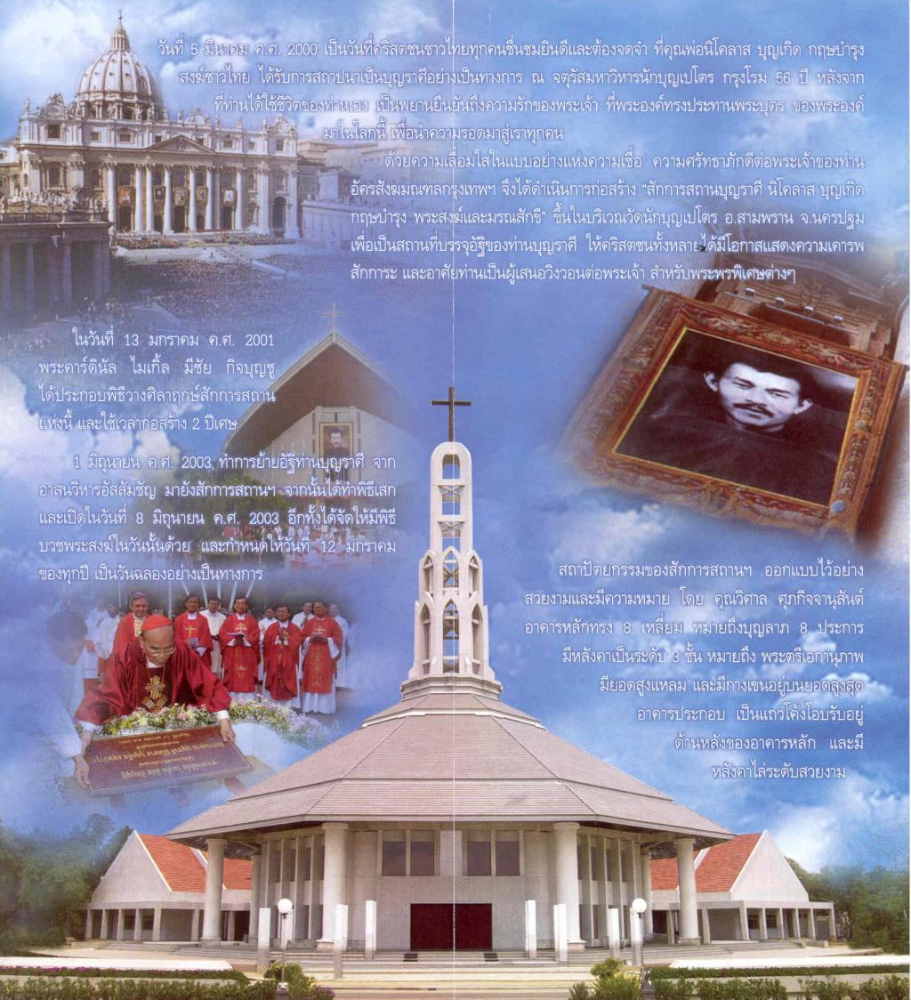 วันที่ 5 มีนาคม ค.ศ. 2000 เป็นวันที่คริสตชนชาวไทยทุกคนชื่นชมยินดีและต้องจดจำ ที่คุณพ่อนิโคลาส บุญเกิด กฤษบำรุง
สงฆ์ชาวไทย ได้รับการสถาปนาเป็นบุญราศีอย่างเป็นทางการ ณ จตุรัสมหาวิหารนักบุญเปโตร กรุงโรม 56 ปี หลังจาก
ที่ท่านได้ใช้ชีวิตของท่านเอง เป็นพยานยืนยันถึงความรักของพระเจ้า ที่พระองค์ทรงประทานพระบุตร ของพระองค์
มาในโลกนี้ เพื่อนำความรอดมาสู่เราทุกคน
ด้วยความเลื่อมใสในแบบอย่างแห่งความเชื่อ ความศรัทธาภักดีต่อพระเจ้าของท่าน
อัครสังฆมณฑลกรุงเทพฯ จึงได้ดำเนินการก่อสร้าง "สักการสถานบุญราศี นิโคลาส บุญเกิด
กฤษบำรุง พระสงฆ์และมรณสักขี" ขึ้นในบริเวณวัดนักบุญเปโตร อ.สามพราน จ.นครปฐม
เพื่อเป็นสถานที่บรรจุอัฐิของท่านบุญราศี ให้คริสตชนทั้งหลายได้มีโอกาสแสดงความเคารพ
สักการะ และอาศัยท่านเป็นผู้เสนอวิงวอนต่อพระเจ้า สำหรับพระพรพิเศษต่างๆ
ในวันที่ 13 มกราคม ค.ศ. 2001
พระคาร์ดินัล ไมเกิ้ล มีชัย กิจบุญชู
ได้ประกอบพิธีวางศิลาฤกษ์สักการสถาน
แห่งนี้ และใช้เวลาก่อสร้าง 2 ปีเศษ
1 มิถุนายน ค.ศ. 2003 ทำการย้ายอัฐิท่านบุญราศี จาก
อาสนวิหารอัสสัมชัญ มายังสักการสถานฯ จากนั้นได้ทำพิธีเสก
และเปิดในวันที่ 8 มิถุนายน ค.ศ. 2003 อีกทั้งได้จัดให้มีพิธี
บวชพระสงฆ์ในวันนั้นด้วย และกำหนดให้วันที่ 12 มกราคม
ของทุกปี เป็นวันฉลองอย่างเป็นทางการ
สถาปัตยกรรมของสักการสถานฯ ออกแบบไว้อย่าง
สวยงามและมีความหมาย โดย คุณวิศาล ศุภกิจจานุสันต์
อาคารหลักทรง 8 เหลี่ยม หมายถึงบุญลาภ 8 ประการ
มีหลังคาเป็นระดับ 3 ชั้น หมายถึง พระตรีเอกานุภาพ
มียอดสูงแหลม และมีกางเขนอยู่บนยอดสูงสุด
อาคารประกอบ เป็นแถวโค้งโอบรับอยู่
ด้านหลังของอาคารหลัก และมี
หลังคาไล่ระดับสวยงาม